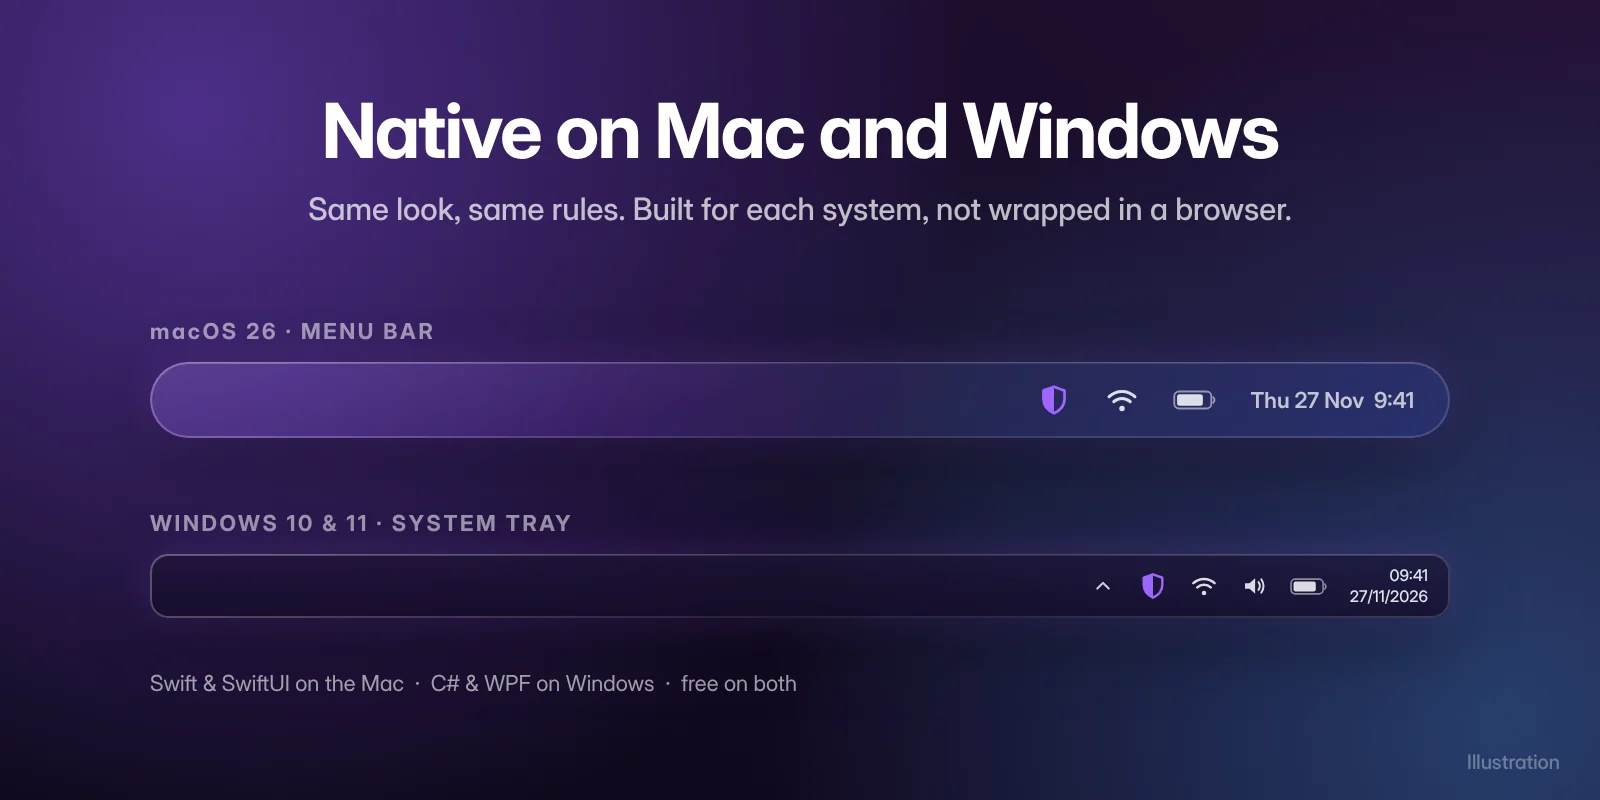 Native on Mac and Windows
Same look, same rules. Built for each system, not wrapped in a browser.
macOS 26 · MENU BAR
Thu 27 Nov 9:41
WINDOWS 10 & 11 · SYSTEM TRAY
09:41
27/11/2026
Swift & SwiftUI on the Mac · C# & WPF on Windows · free on both
Illustration